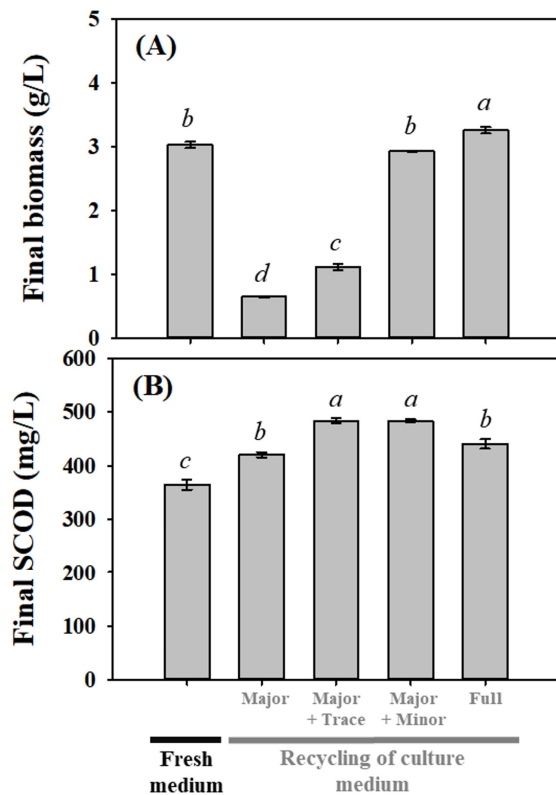 5
(A)
a
4
b
b
3
2
c
1
d
0
Final biomass (g/L)
600
(B)
a
a
500
b
b
c
400
300
200
100
0
Final SCOD (mg/L)
Major
Major
Major
Full
+ Trace
+ Minor
Fresh
Recycling of culture
medium
medium